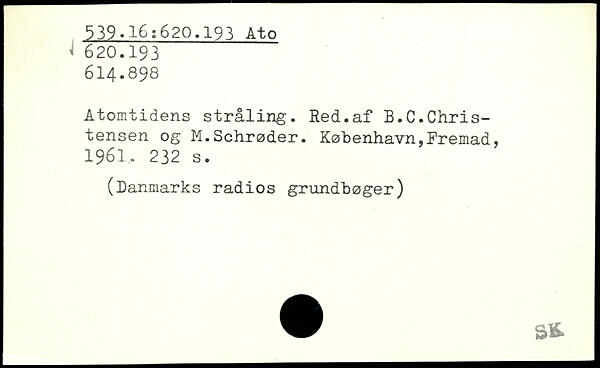 539.16:620.193 Ato
620.193
614.898
Atomtidens stråling. Red.af B.C.Chris-
tensen og M.Schrøder. København,Fremad,
1961. 232 s.
(Danmarks radios grundbøger)
SK